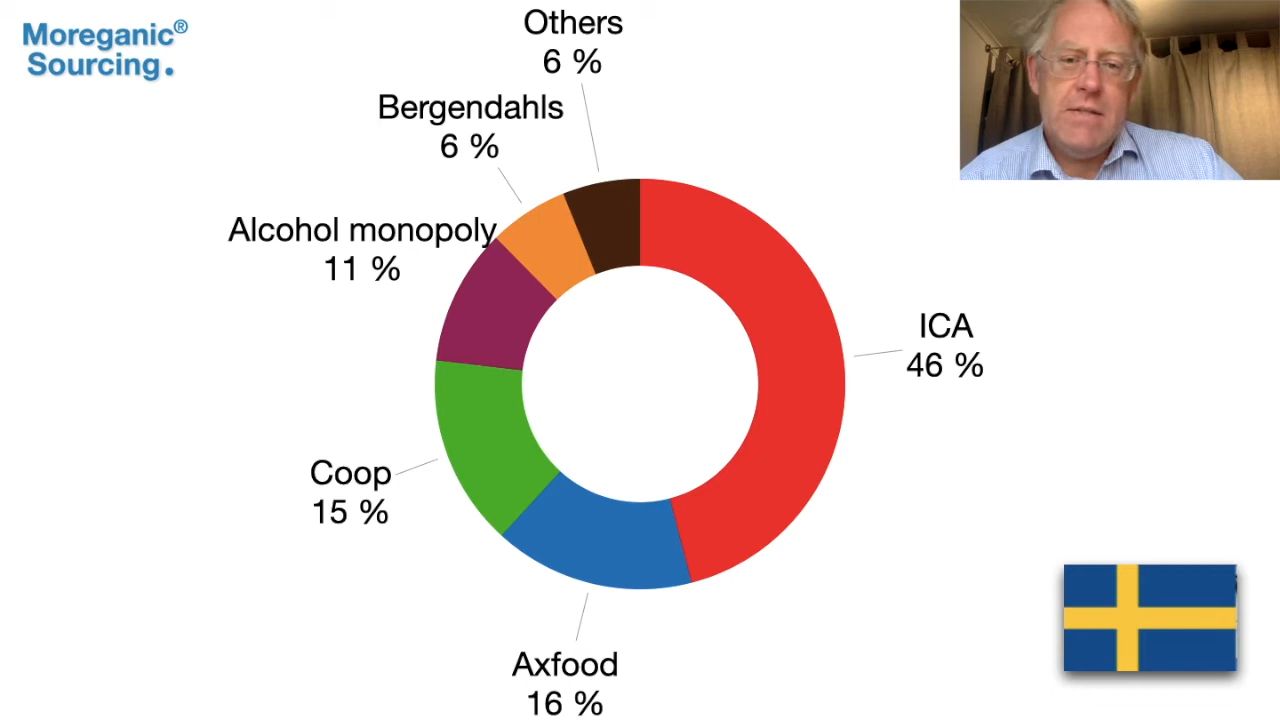 Moreganic®
Sourcing.
Others
6 %
Bergendahls
6 %
Alcohol monopoly
11 %
ICA
46 %
Coop
15 %
Axfood
16 %